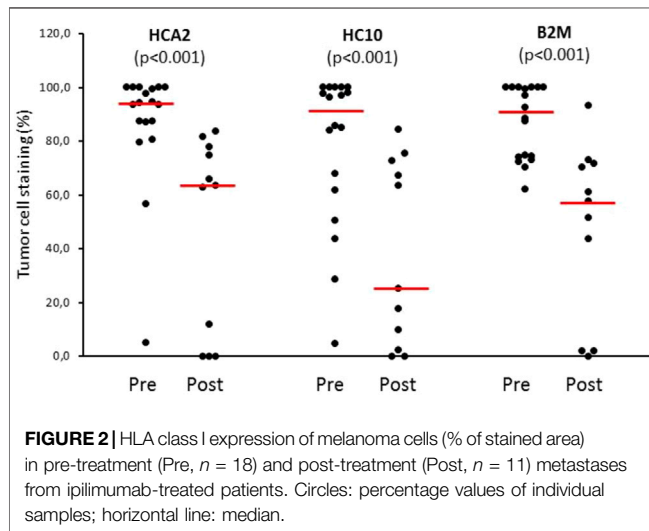 HCA2 HC10 B2M
(p<0.001) (p<0.001) (p<0.001)
120,0
100,0
80,0
60,0
40,0
20,0
0,0
Tumor cell staining (%)
Pre Post Pre Post Pre Post
FIGURE 2 | HLA class I expression of melanoma cells (% of stained area)
in pre-treatment (Pre, n = 18) and post-treatment (Post, n = 11) metastases
from ipilimumab-treated patients. Circles: percentage values of individual
samples; horizontal line: median.